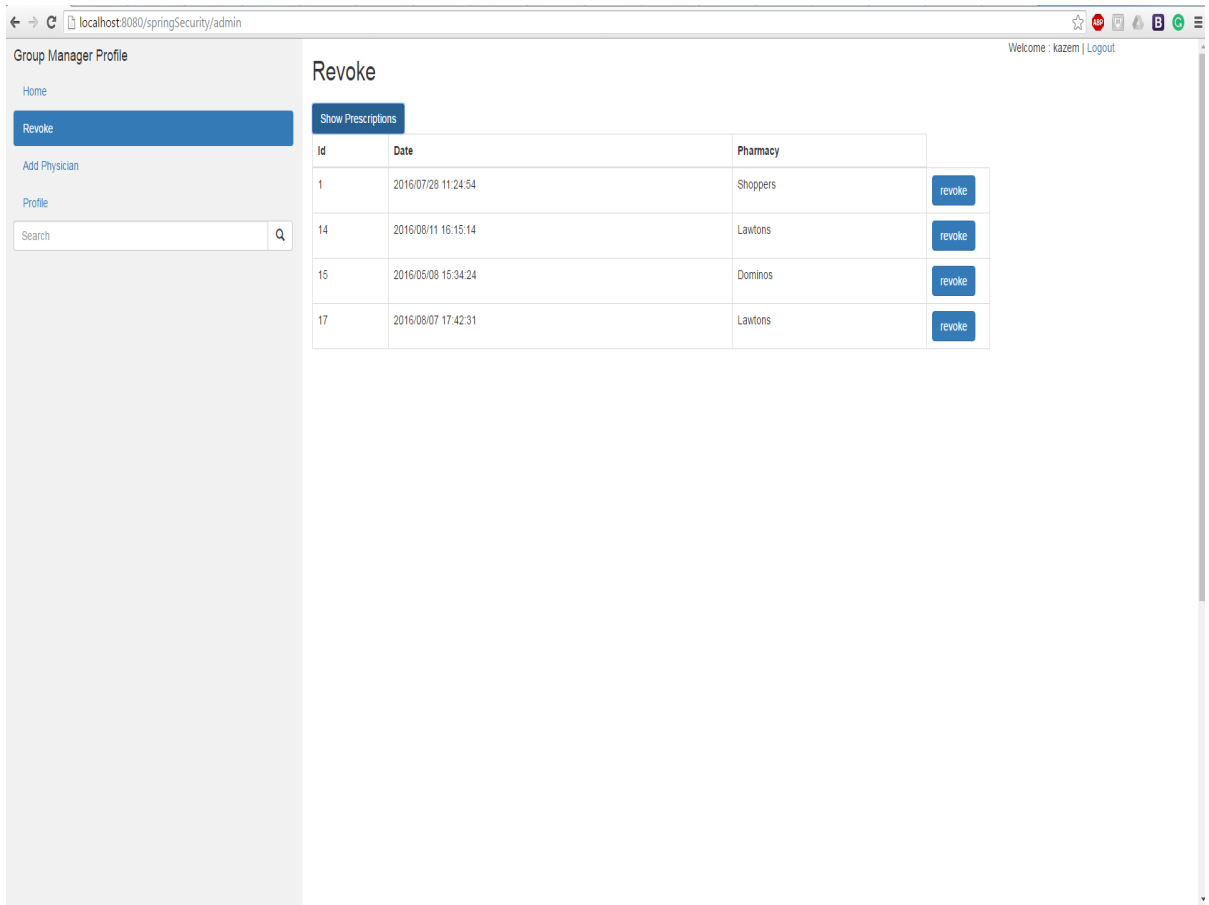 localhost:8080/springSecurity/admin
ABP
B
G
Group Manager Profile
Home
Revoke
Add Physician
Profile
Search
Welcome : kazem | Logout
Revoke
Show Prescriptions
Id Date Pharmacy
1 2016/07/28 11:24:54 Shoppers revoke
14 2016/08/11 16:15:14 Lawtons revoke
15 2016/05/08 15:34:24 Dominos revoke
17 2016/08/07 17:42:31 Lawtons revoke